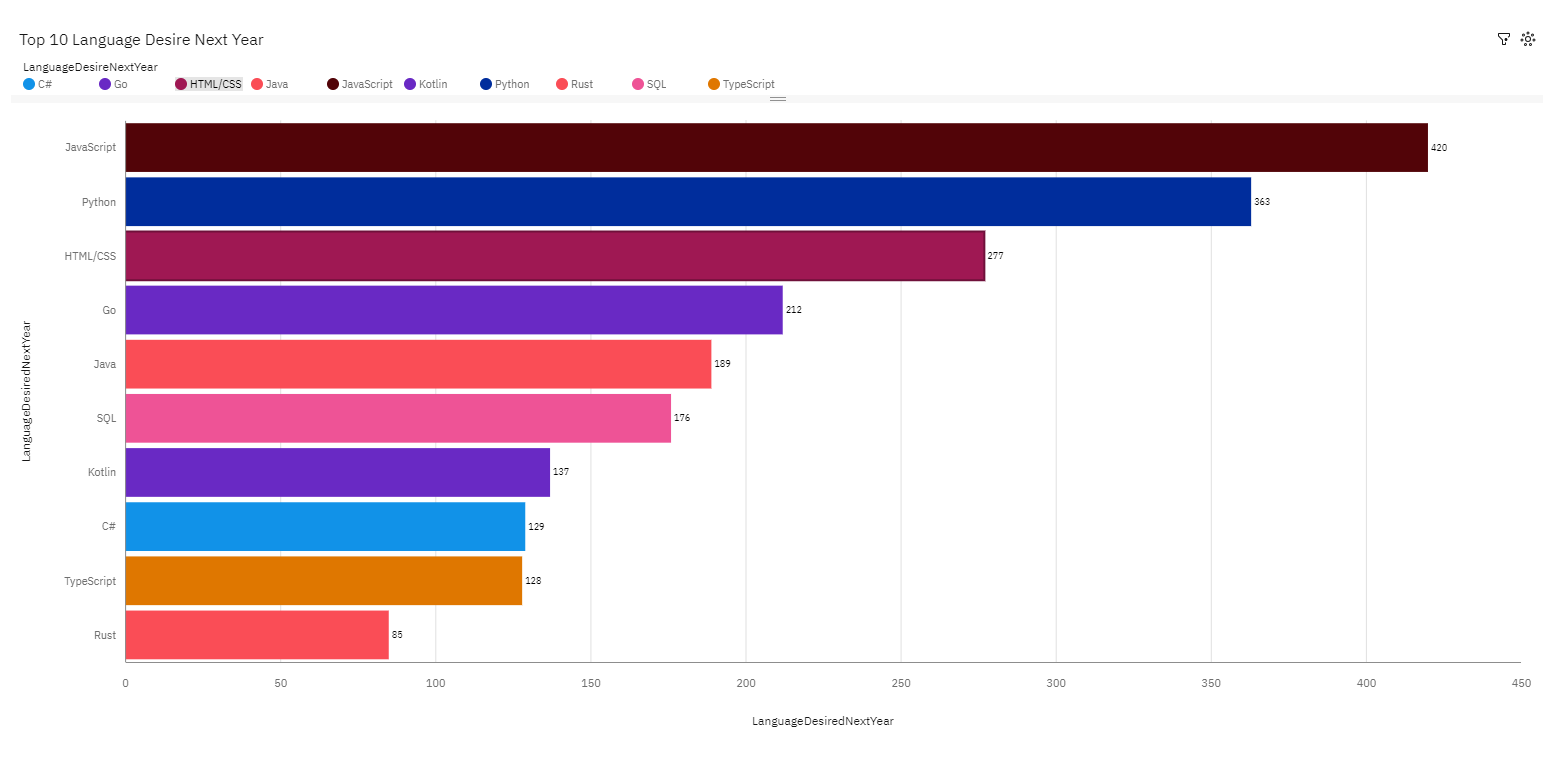 Top 10 Language Desire Next Year
LanguageDesireNextYear
C# Go HTML/CSS Java JavaScript Kotlin Python Rust SQL TypeScript
JavaScript 420
Python 363
HTML/CSS 277
Go 212
Java 189
SQL 176
Kotlin 137
C# 129
TypeScript 128
Rust 85
LanguageDesiredNextYear
0 50 100 150 200 250 300 350 400 450
LanguageDesiredNextYear